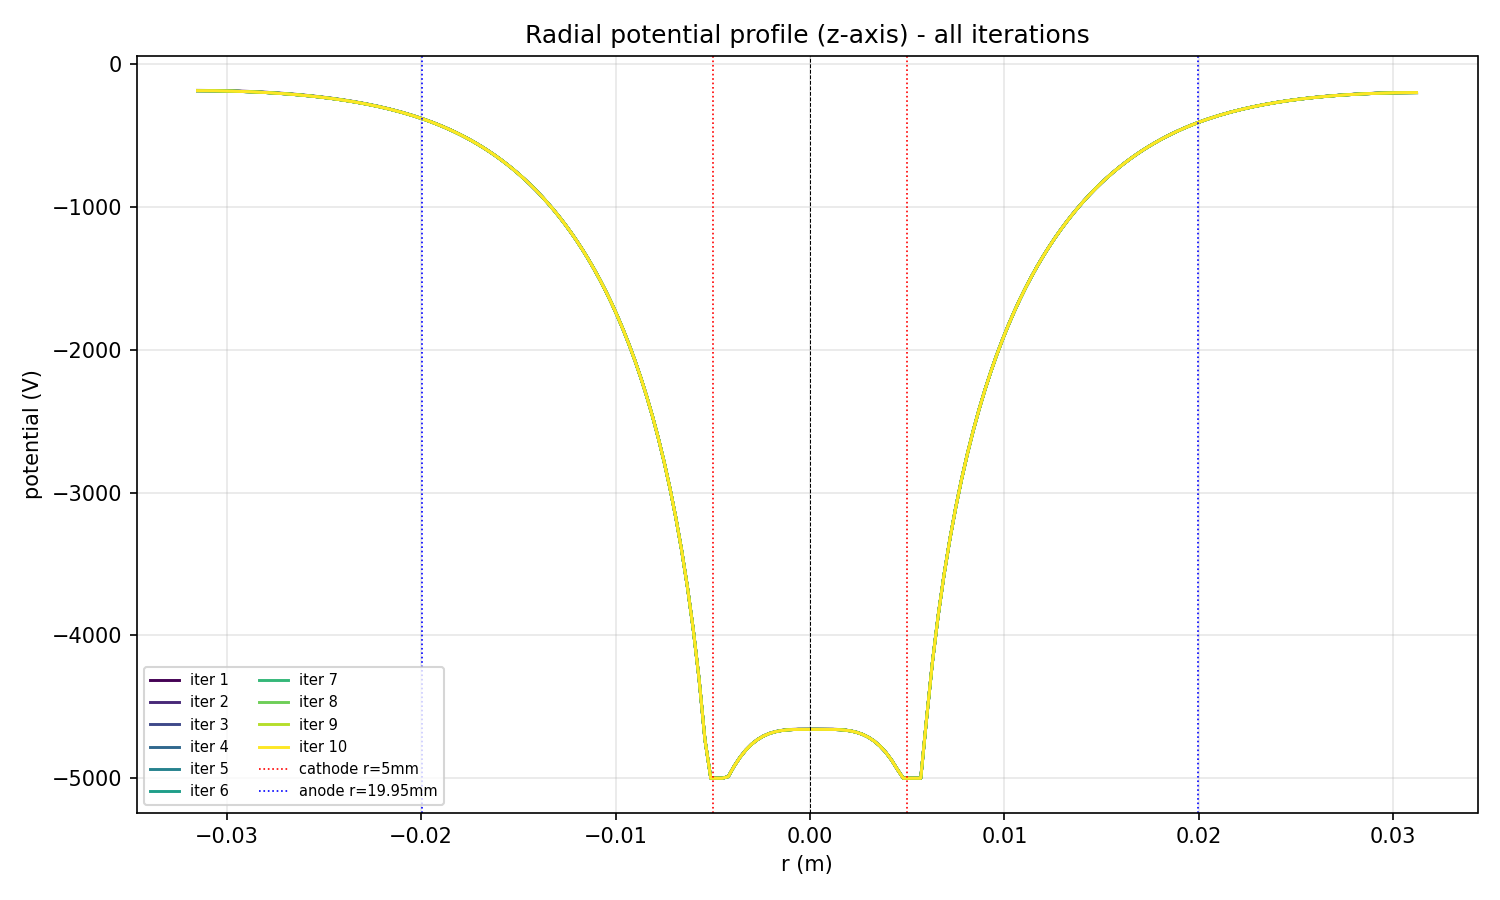 Radial potential profile (z-axis) - all iterations
potential (V)
0
−1000
−2000
−3000
−4000
−5000
iter 1
iter 2
iter 3
iter 4
iter 5
iter 6
iter 7
iter 8
iter 9
iter 10
cathode r=5mm
anode r=19.95mm
−0.03
−0.02
−0.01
0.00
0.01
0.02
0.03
r (m)